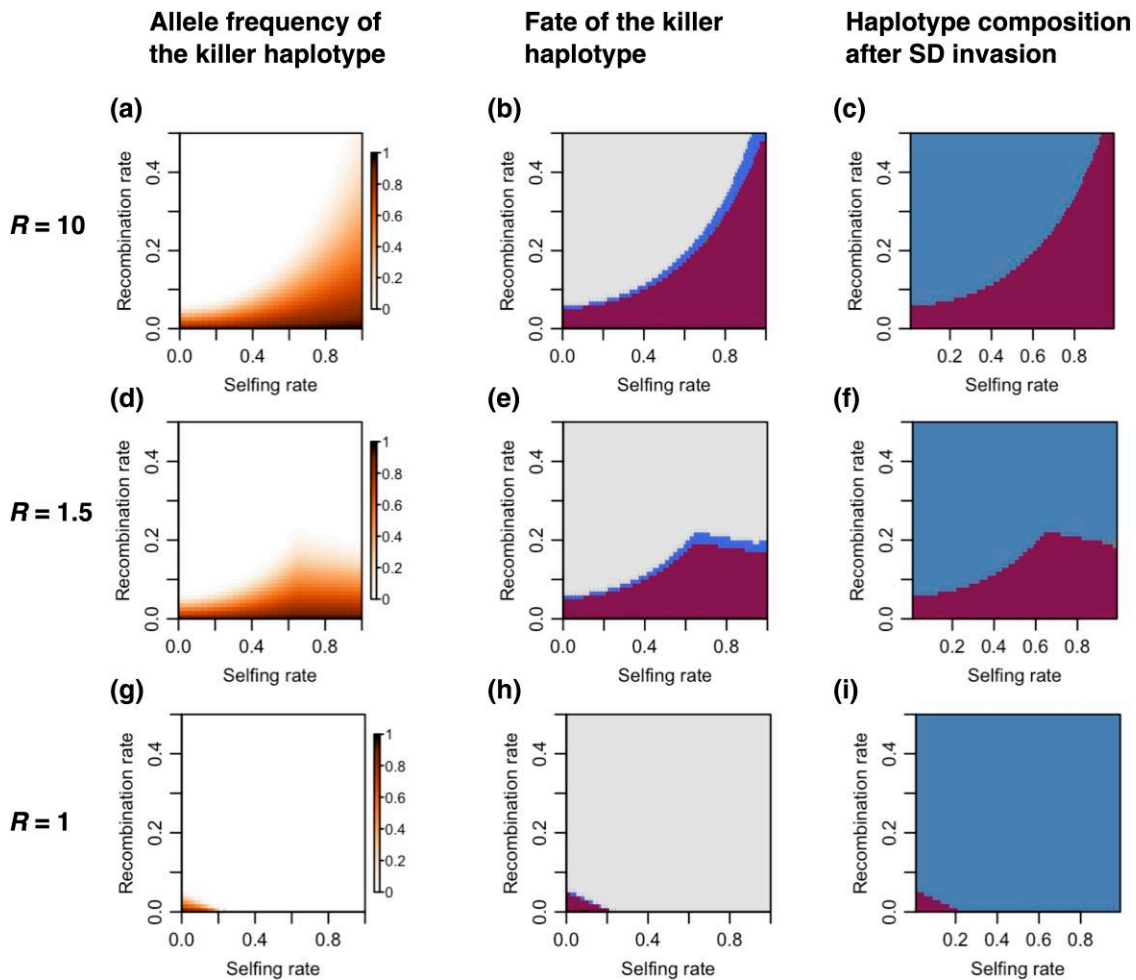 Allele frequency of
the killer haplotype
Fate of the killer
haplotype
Haplotype composition
after SD invasion
(a)
(b)
(c)
R = 10
Recombination rate
0.0 0.2 0.4
0.0 0.4 0.8
Selfing rate
1
0.8
0.6
0.4
0.2
0
Recombination rate
0.0 0.2 0.4
0.0 0.4 0.8
Selfing rate
Recombination rate
0.0 0.2 0.4
0.2 0.4 0.6 0.8
Selfing rate
(d)
(e)
(f)
R = 1.5
Recombination rate
0.0 0.2 0.4
0.0 0.4 0.8
Selfing rate
1
0.8
0.6
0.4
0.2
0
Recombination rate
0.0 0.2 0.4
0.0 0.4 0.8
Selfing rate
Recombination rate
0.0 0.2 0.4
0.2 0.4 0.6 0.8
Selfing rate
(g)
(h)
(i)
R = 1
Recombination rate
0.0 0.2 0.4
0.0 0.4 0.8
Selfing rate
1
0.8
0.6
0.4
0.2
0
Recombination rate
0.0 0.2 0.4
0.0 0.4 0.8
Selfing rate
Recombination rate
0.0 0.2 0.4
0.2 0.4 0.6 0.8
Selfing rate